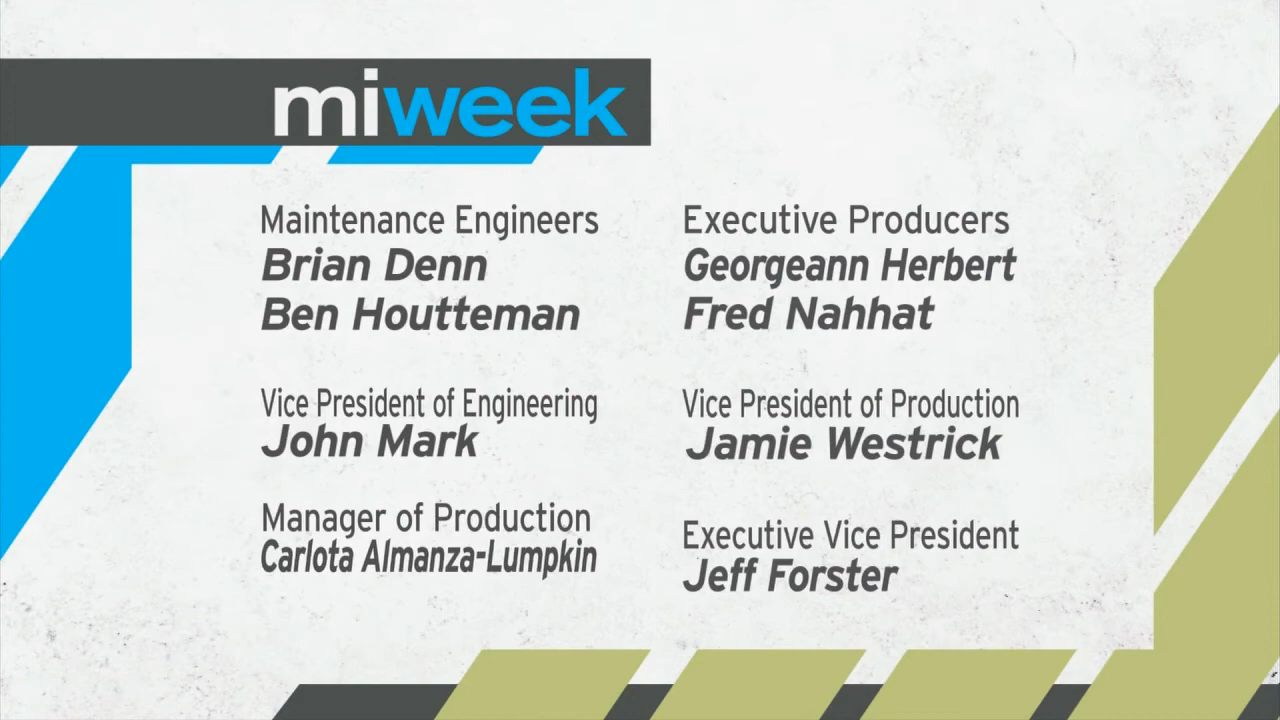 miweek
Maintenance Engineers
Brian Denn
Ben Houtteman
Vice President of Engineering
John Mark
Manager of Production
Carlota Almanza-Lumpkin
Executive Producers
Georgeann Herbert
Fred Nahhat
Vice President of Production
Jamie Westrick
Executive Vice President
Jeff Forster